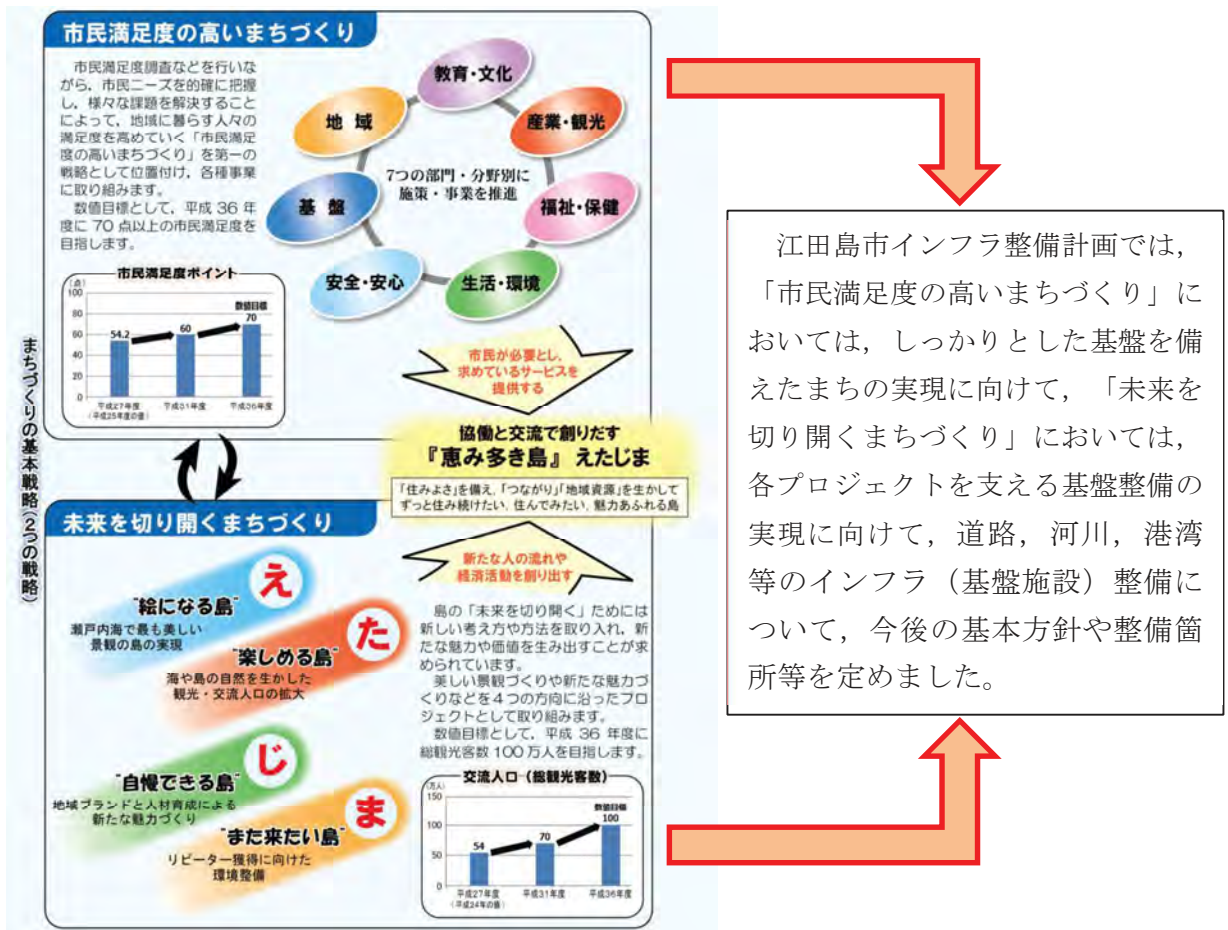 まちづくりの基本戦略(2つの戦略)
市民満足度の高いまちづくり
市民満足度調査などを行いな
がら,市民ニーズを的確に把握
し,様々な課題を解決すること
によって,地域に暮らす人々の
満足度を高めていく「市民満足
度の高いまちづくり」を第一の
戦略として位置付け,各種事業
に取り組みます。
数値目標として,平成 36 年
度に 70 点以上の市民満足度を
目指します。
教育・文化
産業・観光
福祉・保健
生活・環境
安全・安心
基 盤
地 域
7つの部門・分野別に
施策・事業を推進
市民満足度ポイント
(点)
100
80
60
40
20
0
54.2
60
数値目標
70
平成27年度
(平成25年度の値)
平成31年度
平成36年度
市民が必要とし,
求めているサービスを
提供する
協働と交流で創りだす
『恵み多き島』えたじま
「住みよさ」を備え,「つながり」「地域資源」を生かして
ずっと住み続けたい,住んでみたい,魅力あふれる島
新たな人の流れや
経済活動を創り出す
未来を切り開くまちづくり
え
"絵になる島"
瀬戸内海で最も美しい
景観の島の実現
た
"楽しめる島"
海や島の自然を生かした
観光・交流人口の拡大
じ
"自慢できる島"
地域ブランドと人材育成による
新たな魅力づくり
ま
"また来たい島"
リピーター獲得に向けた
環境整備
島の「未来を切り開く」ためには
新しい考え方や方法を取り入れ,新
たな魅力や価値を生み出すことが求
められています。
美しい景観づくりや新たな魅力づ
くりなどを4つの方向に沿ったプロ
ジェクトとして取り組みます。
数値目標として,平成 36 年度に
総観光客数 100 万人を目指します。
交流人口(総観光客数)
(万人)
150
100
50
0
54
70
数値目標
100
平成27年度
(平成24年の値)
平成31年度
平成36年度
江田島市インフラ整備計画では,
「市民満足度の高いまちづくり」に
おいては,しっかりとした基盤を備
えたまちの実現に向けて,「未来を
切り開くまちづくり」においては,
各プロジェクトを支える基盤整備の
実現に向けて,道路,河川,港湾
等のインフラ(基盤施設)整備に
ついて,今後の基本方針や整備箇
所等を定めました。